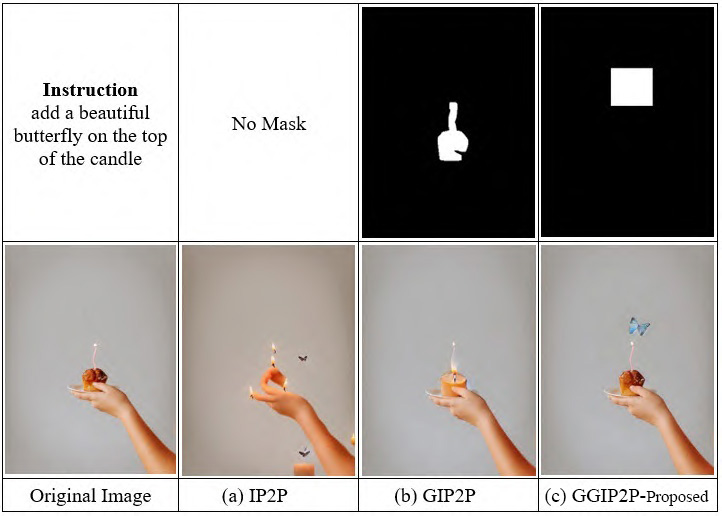 Instruction
add a beautiful
butterfly on the top
of the candle
No Mask
Original Image
(a) IP2P
(b) GIP2P
(c) GGIP2P-Proposed